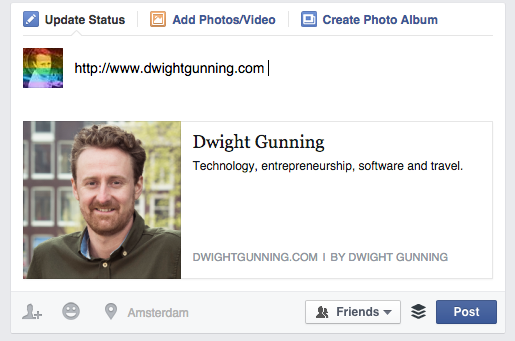 Update Status
Add Photos/Video
Create Photo Album
http://www.dwightgunning.com
Dwight Gunning
Technology, entrepreneurship, software and travel.
DWIGHTGUNNING.COM | BY DWIGHT GUNNING
Amsterdam
Friends
Post